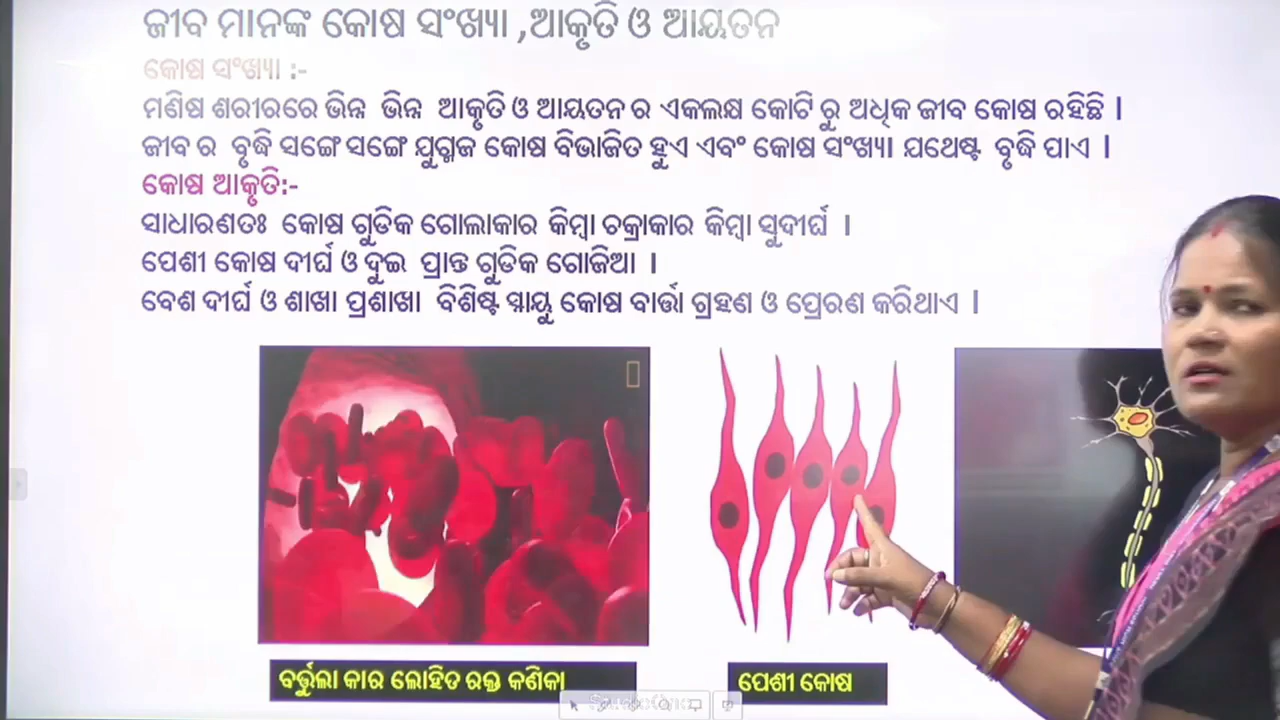 ଜୀବ ମାନଙ୍କ କୋଷ ସଂଖ୍ୟା ,ଆକୃତି ଓ ଆୟତନ
କୋଷ ସଂଖ୍ୟା :-
ମଣିଷ ଶରୀରରେ ଭିନ୍ନ ଭିନ୍ନ ଆକୃତି ଓ ଆୟତନ ର ଏକଲକ୍ଷ କୋଟି ରୁ ଅଧିକ ଜୀବ କୋଷ ରହିଛି ।
ଜୀବ ର ବୃଦ୍ଧି ସଙ୍ଗେ ସଙ୍ଗେ ଯୁଗ୍ମଜ କୋଷ ବିଭାଜିତ ହୁଏ ଏବଂ କୋଷ ସଂଖ୍ୟା ଯଥେଷ୍ଟ ବୃଦ୍ଧି ପାଏ ।
କୋଷ ଆକୃତି:-
ସାଧାରଣତଃ କୋଷ ଗୁଡିକ ଗୋଲାକାର କିମ୍ବା ଚକ୍ରାକାର କିମ୍ବା ସୁଦୀର୍ଘ ।
ପେଶୀ କୋଷ ଦୀର୍ଘ ଓ ଦୁଇ ପ୍ରାନ୍ତ ଗୁଡିକ ଗୋଜିଆ ।
ବେଶ ଦୀର୍ଘ ଓ ଶାଖା ପ୍ରଶାଖା ବିଶିଷ୍ଟ ସ୍ନାୟୁ କୋଷ ବାର୍ତ୍ତା ଗ୍ରହଣ ଓ ପ୍ରେରଣ କରିଥାଏ ।
ବର୍ତ୍ତୁଳା କାର ଲୋହିତ ରକ୍ତ କଣିକା
ପେଶୀ କୋଷ